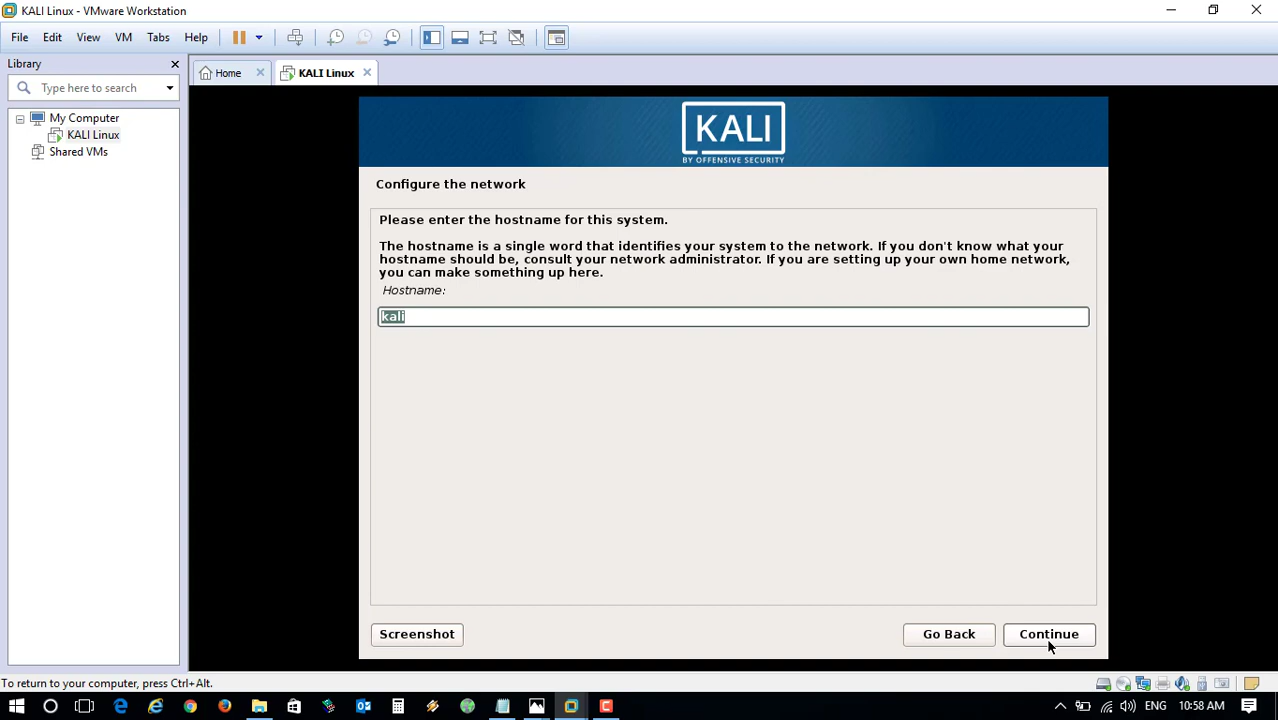 KALI Linux - VMware Workstation
File Edit View VM Tabs Help
Library
Type here to search
My Computer
KALI Linux
Shared VMs
Home
KALI Linux
KALI
BY OFFENSIVE SECURITY
Configure the network
Please enter the hostname for this system.
The hostname is a single word that identifies your system to the network. If you don't know what your
hostname should be, consult your network administrator. If you are setting up your own home network,
you can make something up here.
Hostname:
kali
Screenshot
Go Back
Continue
To return to your computer, press Ctrl+Alt.
ENG
10:58 AM